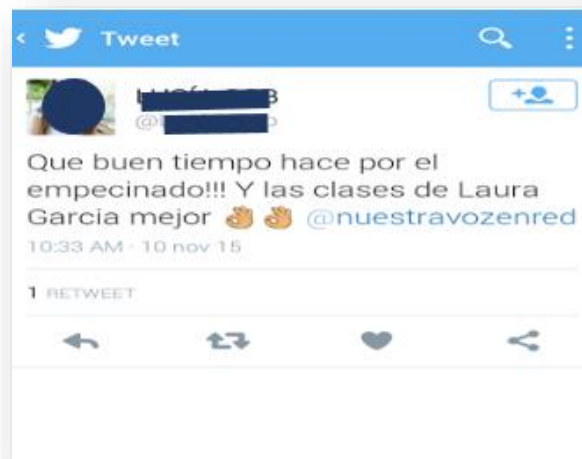 Tweet
Que buen tiempo hace por el
empecinado!!! Y las clases de Laura
García mejor 👌 👌 @nuestravozenred
10:33 AM · 10 nov 15
1 RETWEET